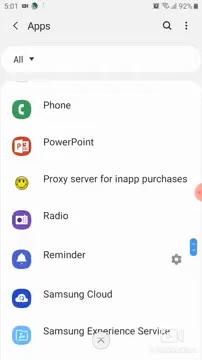 5:01
92%
Apps
All
Phone
PowerPoint
Proxy server for inapp purchases
Radio
Reminder
Samsung Cloud
Samsung Experience Service